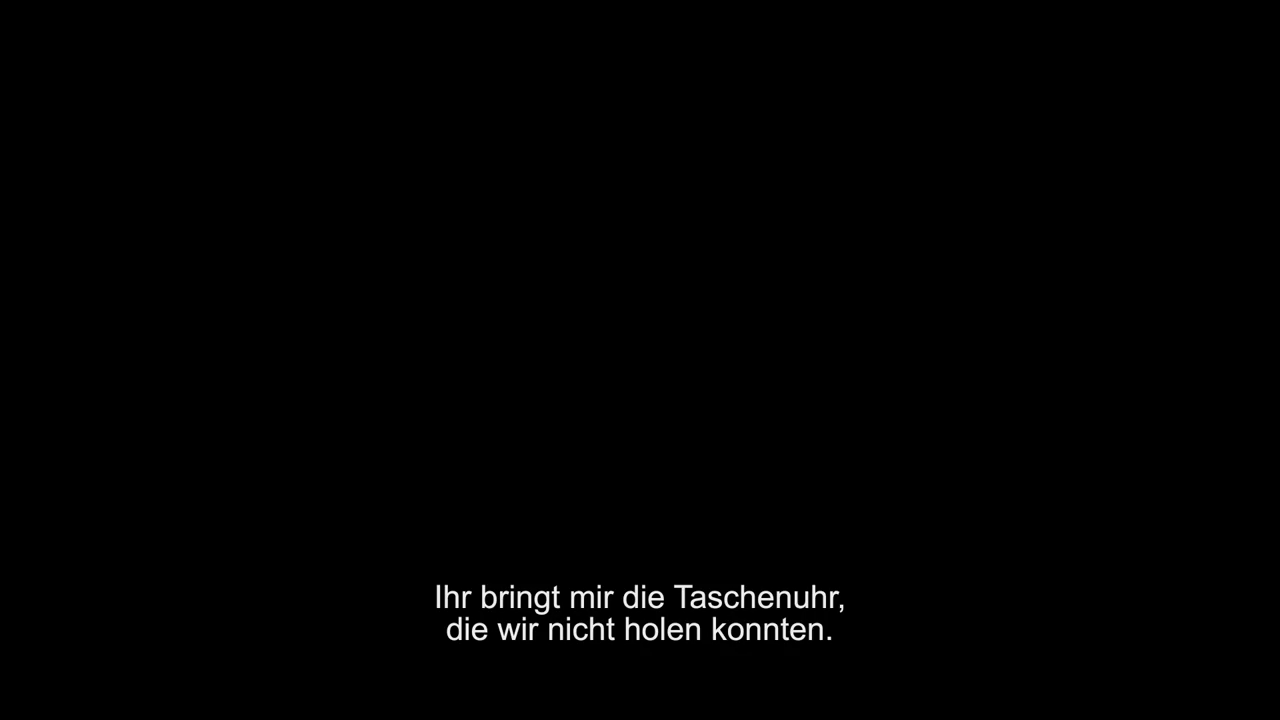 Ihr bringt mir die Taschenuhr,
die wir nicht holen konnten.